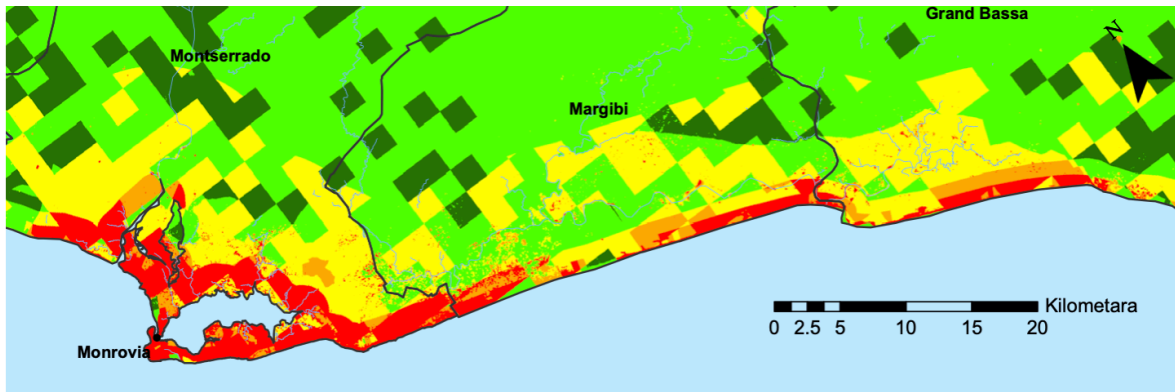 Grand Bassa
N
Montserrado
Margibi
Kilometara
0 2.5 5 10 15 20
Monrovia